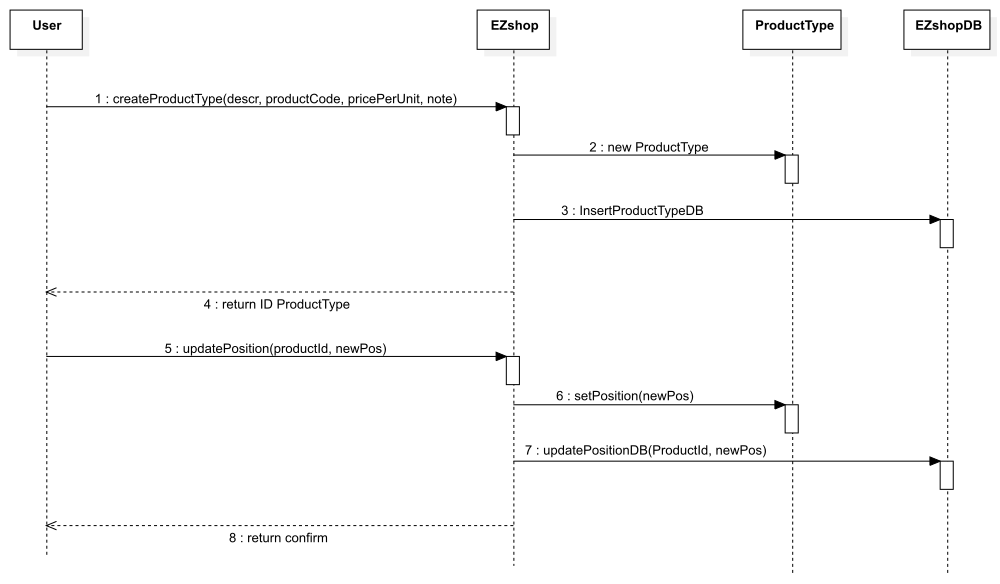 User
EZshop
ProductType
EZshopDB
1 : createProductType(descr, productCode, pricePerUnit, note)
2 : new ProductType
3 : InsertProductTypeDB
4 : return ID ProductType
5 : updatePosition(productId, newPos)
6 : setPosition(newPos)
7 : updatePositionDB(ProductId, newPos)
8 : return confirm